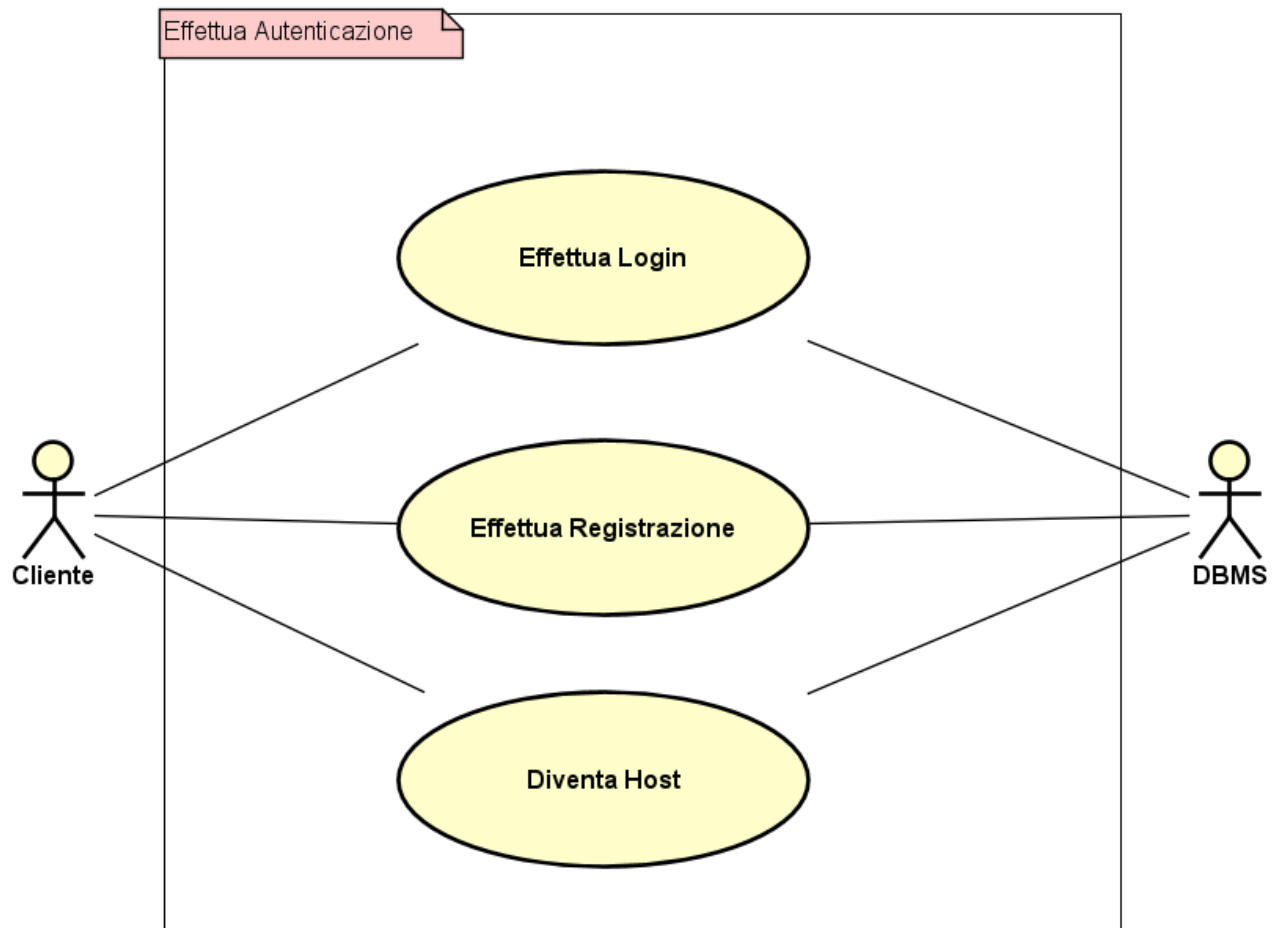 Effettua Autenticazione
Effettua Login
Effettua Registrazione
Cliente
DBMS
Diventa Host